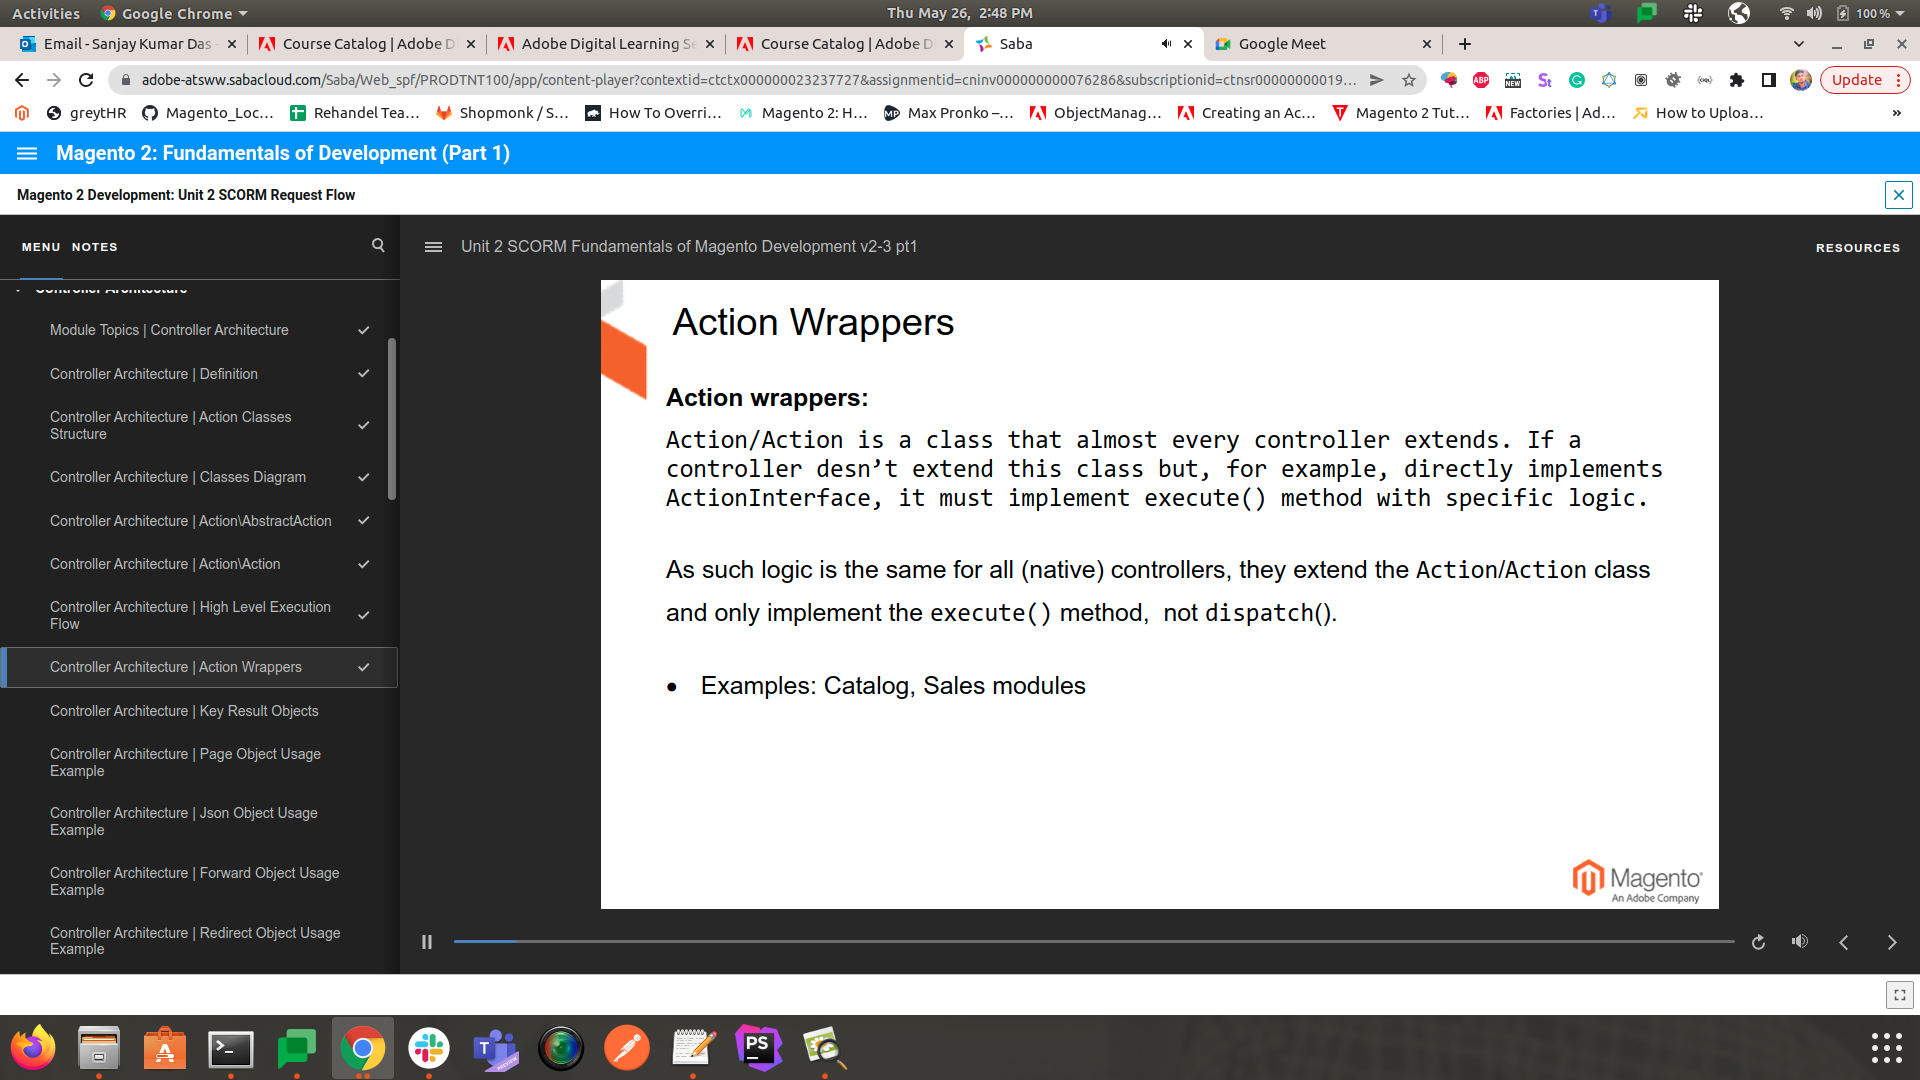 Activities
Google Chrome
Thu May 26, 2:48 PM
100 %
Email - Sanjay Kumar Das
Course Catalog | Adobe D
Adobe Digital Learning Se
Course Catalog | Adobe D
Saba
Google Meet
adobe-atsww.sabacloud.com/Saba/Web_spf/PRODTNT100/app/content-player?contextid=ctctx000000023237727&assignmentid=cninv000000000076286&subscriptionid=ctnsr00000000019...
ABP
NEW
Update
greytHR
Magento_Loc...
Rehandel Tea...
Shopmonk / S...
How To Overri...
Magento 2: H...
Max Pronko –...
ObjectManag...
Creating an Ac...
Magento 2 Tut...
Factories | Ad...
How to Uploa...
»
Magento 2: Fundamentals of Development (Part 1)
Magento 2 Development: Unit 2 SCORM Request Flow
MENU NOTES
Unit 2 SCORM Fundamentals of Magento Development v2-3 pt1
RESOURCES
Controller Architecture
Module Topics | Controller Architecture
Controller Architecture | Definition
Controller Architecture | Action Classes
Structure
Controller Architecture | Classes Diagram
Controller Architecture | Action\AbstractAction
Controller Architecture | Action\Action
Controller Architecture | High Level Execution
Flow
Controller Architecture | Action Wrappers
Controller Architecture | Key Result Objects
Controller Architecture | Page Object Usage
Example
Controller Architecture | Json Object Usage
Example
Controller Architecture | Forward Object Usage
Example
Controller Architecture | Redirect Object Usage
Example
Action Wrappers
Action wrappers:
Action/Action is a class that almost every controller extends. If a
controller desn’t extend this class but, for example, directly implements
ActionInterface, it must implement execute() method with specific logic.
As such logic is the same for all (native) controllers, they extend the Action/Action class
and only implement the execute() method, not dispatch().
• Examples: Catalog, Sales modules
Magento
An Adobe Company
PS